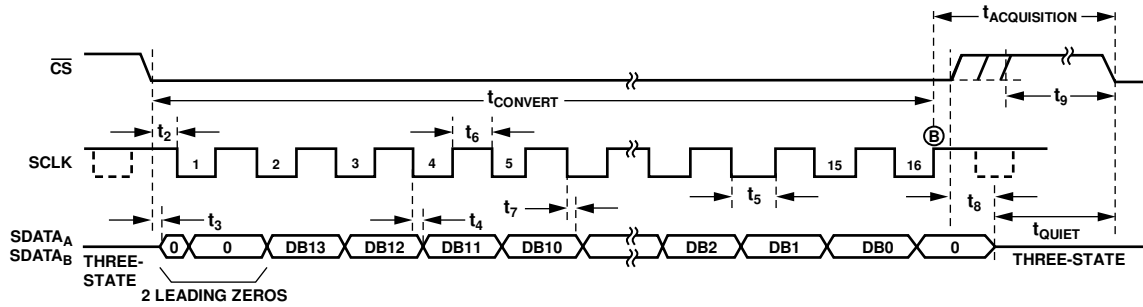 tACQUISITION
CS
tCONVERT
t9
t2
t6
B
SCLK
1
2
3
4
5
15
16
t3
t4
t7
t5
t8
tQUIET
SDATAA
SDATAB
0
0
DB13
DB12
DB11
DB10
DB2
DB1
DB0
0
THREE-
STATE
THREE-STATE
2 LEADING ZEROS